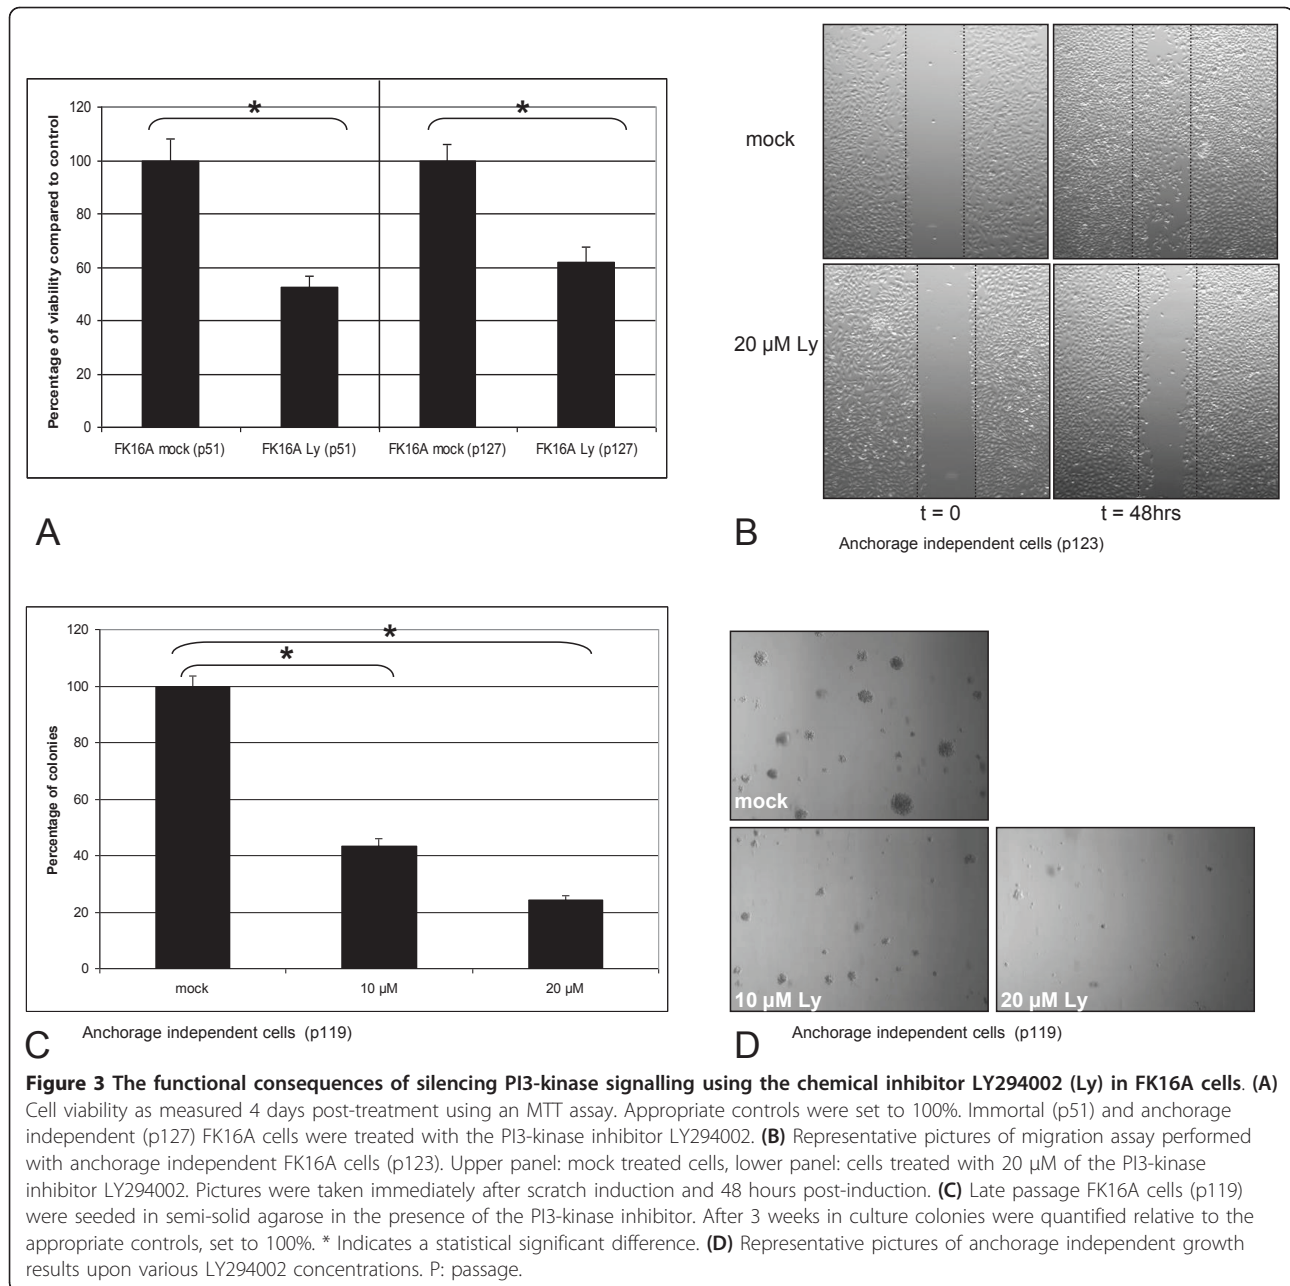 120
100
80
60
40
20
0
Percentage of viability compared to control
*
*
FK16A mock (p51)
FK16A Ly (p51)
FK16A mock (p127)
FK16A Ly (p127)
A
mock
20 µM Ly
t = 0
t = 48hrs
B
Anchorage independent cells (p123)
120
100
80
60
40
20
0
Percentage of colonies
*
*
mock
10 µM
20 µM
C
Anchorage independent cells (p119)
mock
10 µM Ly
20 µM Ly
D
Anchorage independent cells (p119)
Figure 3 The functional consequences of silencing PI3-kinase signalling using the chemical inhibitor LY294002 (Ly) in FK16A cells. (A)
Cell viability as measured 4 days post-treatment using an MTT assay. Appropriate controls were set to 100%. Immortal (p51) and anchorage
independent (p127) FK16A cells were treated with the PI3-kinase inhibitor LY294002. (B) Representative pictures of migration assay performed
with anchorage independent FK16A cells (p123). Upper panel: mock treated cells, lower panel: cells treated with 20 µM of the PI3-kinase
inhibitor LY294002. Pictures were taken immediately after scratch induction and 48 hours post-induction. (C) Late passage FK16A cells (p119)
were seeded in semi-solid agarose in the presence of the PI3-kinase inhibitor. After 3 weeks in culture colonies were quantified relative to the
appropriate controls, set to 100%. * Indicates a statistical significant difference. (D) Representative pictures of anchorage independent growth
results upon various LY294002 concentrations. P: passage.